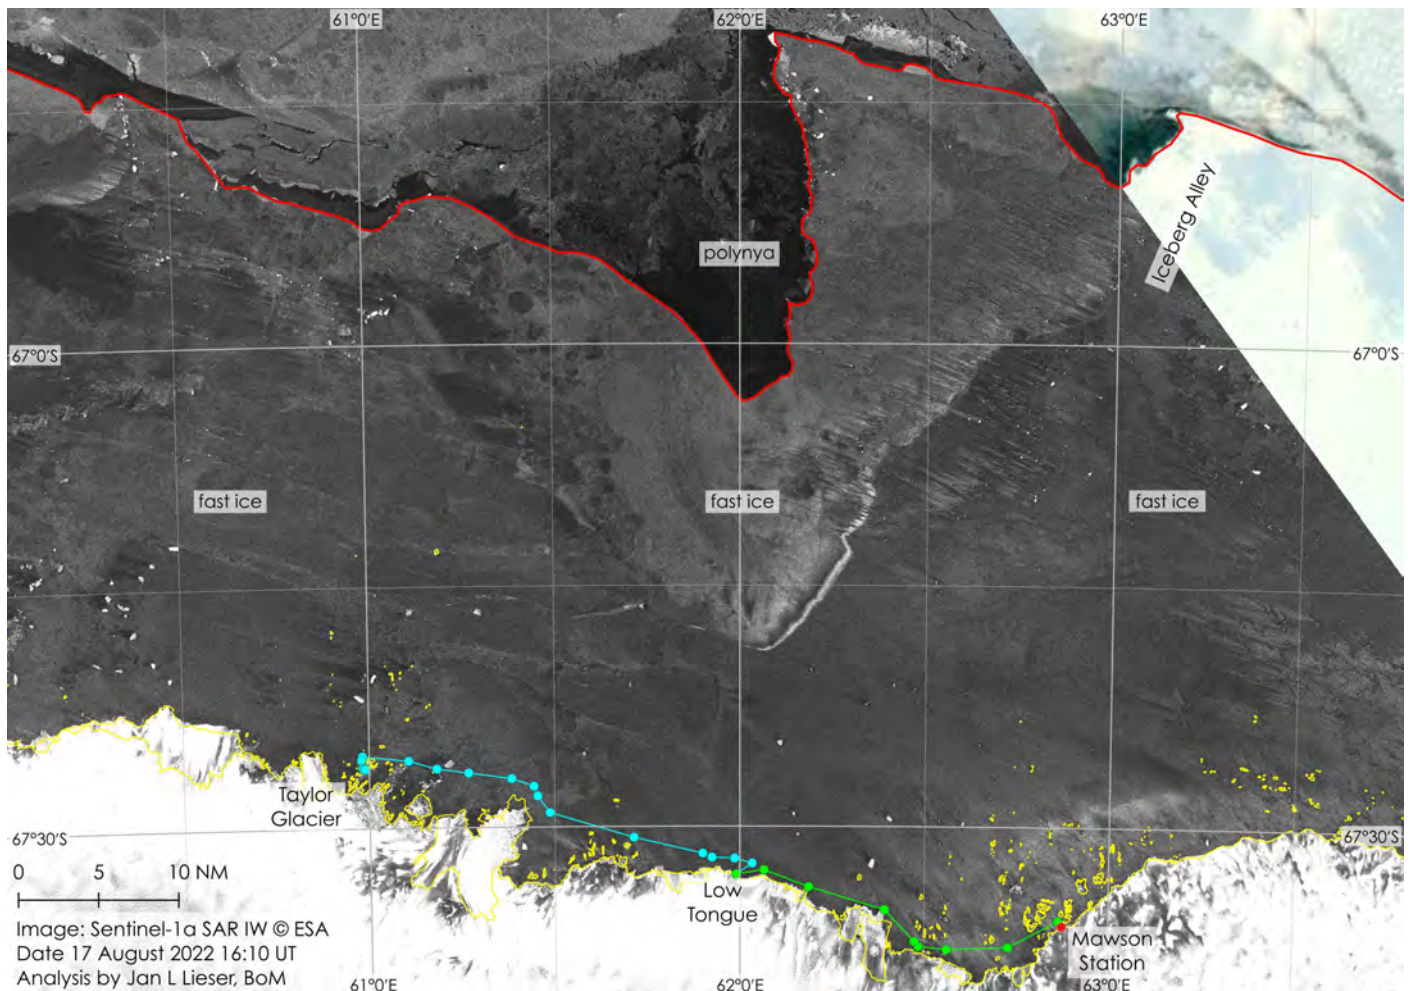 61°0'E
62°0'E
63°0'E
Iceberg Alley
polynya
67°0'S
67°0'S
fast ice
fast ice
fast ice
Taylor
Glacier
67°30'S
67°30'S
0 5 10 NM
Low
Tongue
Image: Sentinel-1a SAR IW © ESA
Date 17 August 2022 16:10 UT
Analysis by Jan L Lieser, BoM
Mawson
Station
61°0'E
62°0'E
63°0'E